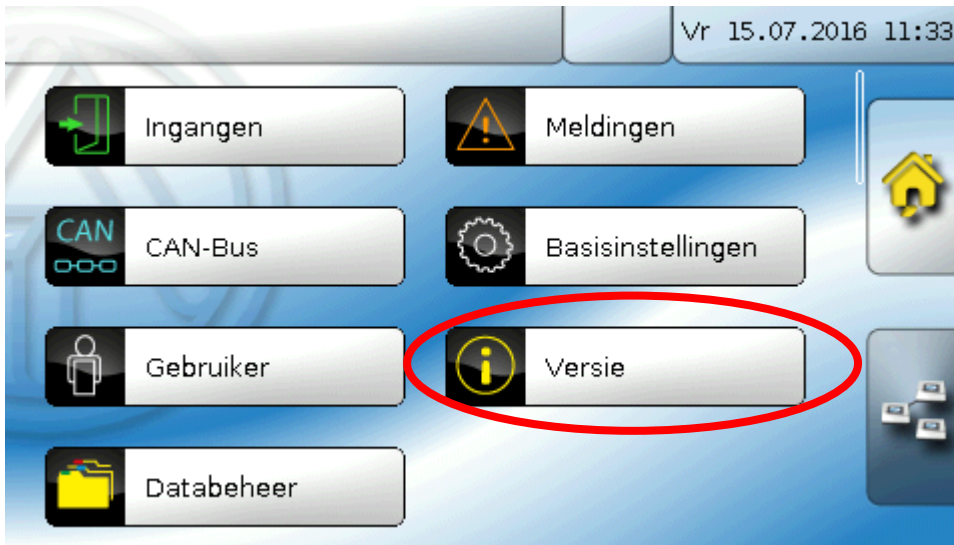 Vr 15.07.2016 11:33
Ingangen
Meldingen
CAN
CAN-Bus
Basisinstellingen
Gebruiker
Versie
Databeheer